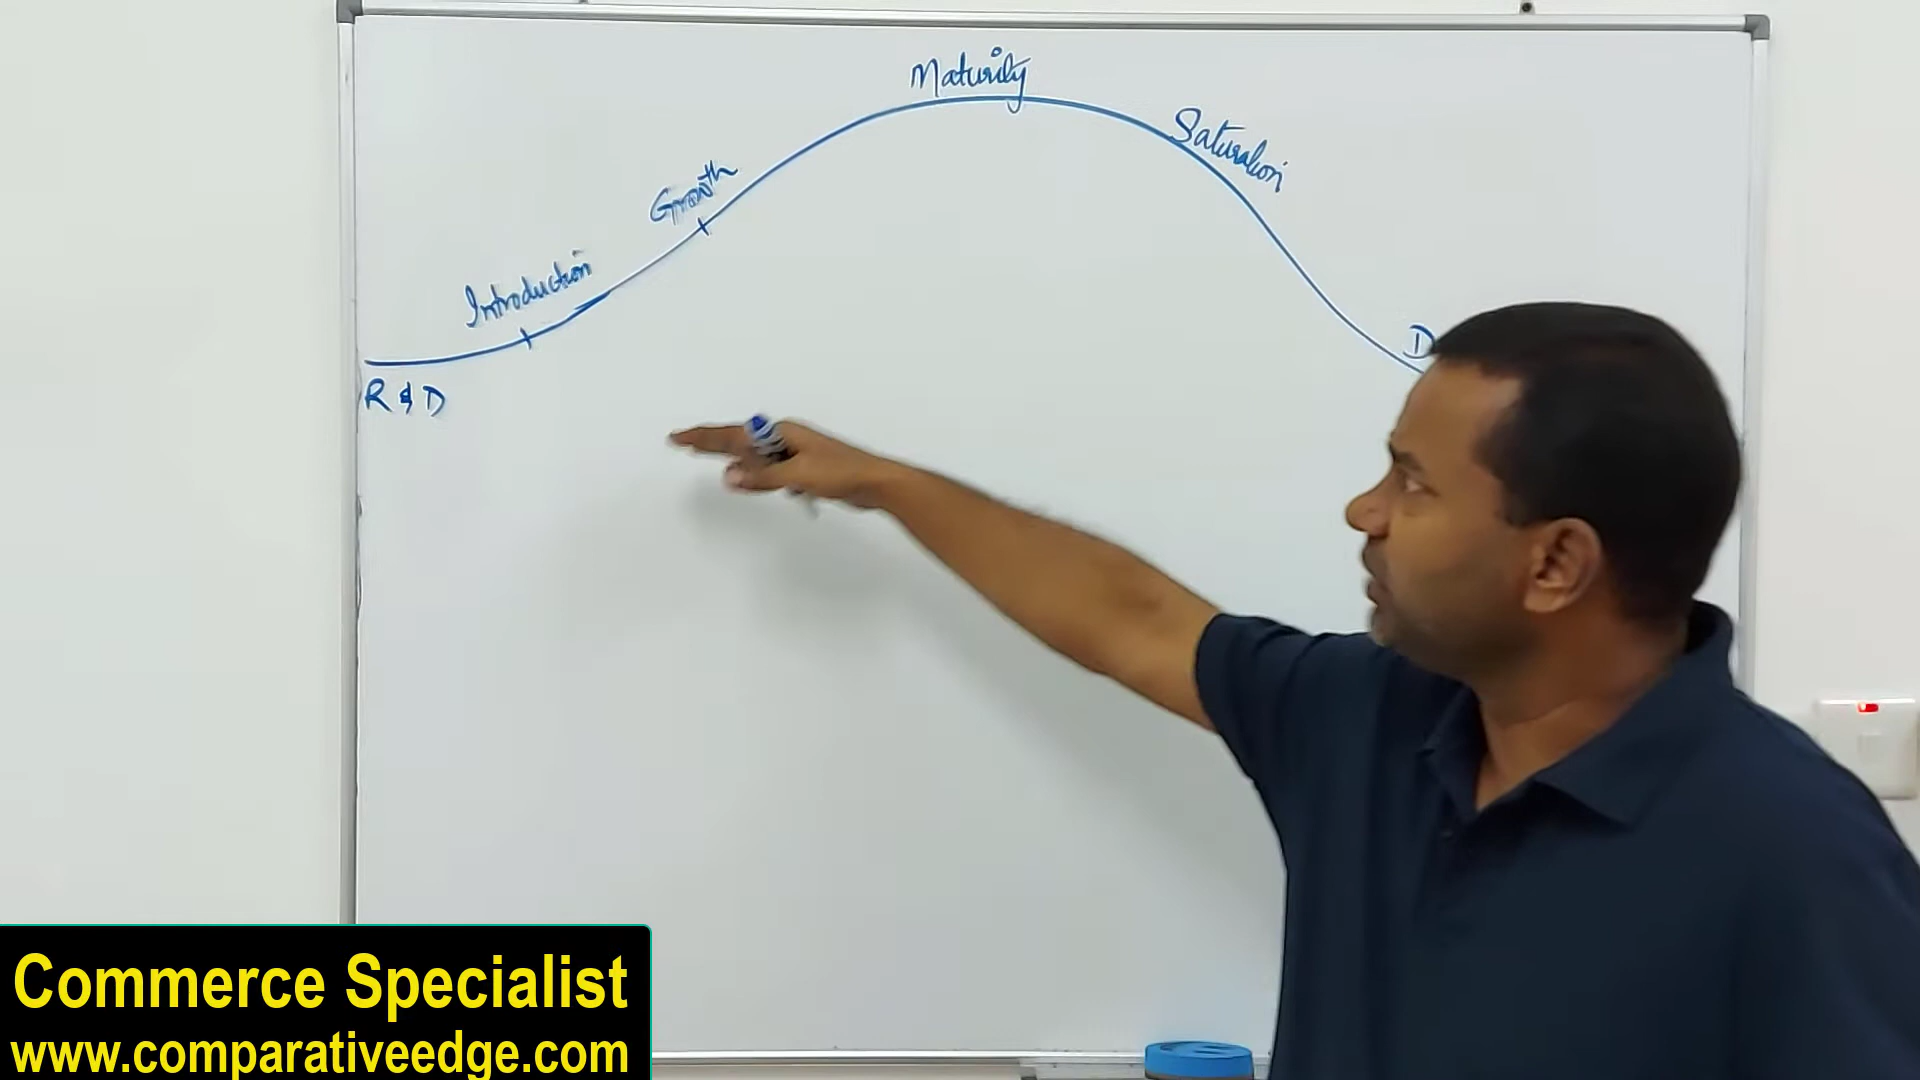 Maturity
Saturation
Growth
Introduction
D
R & D
Commerce Specialist
www.comparativeedge.com